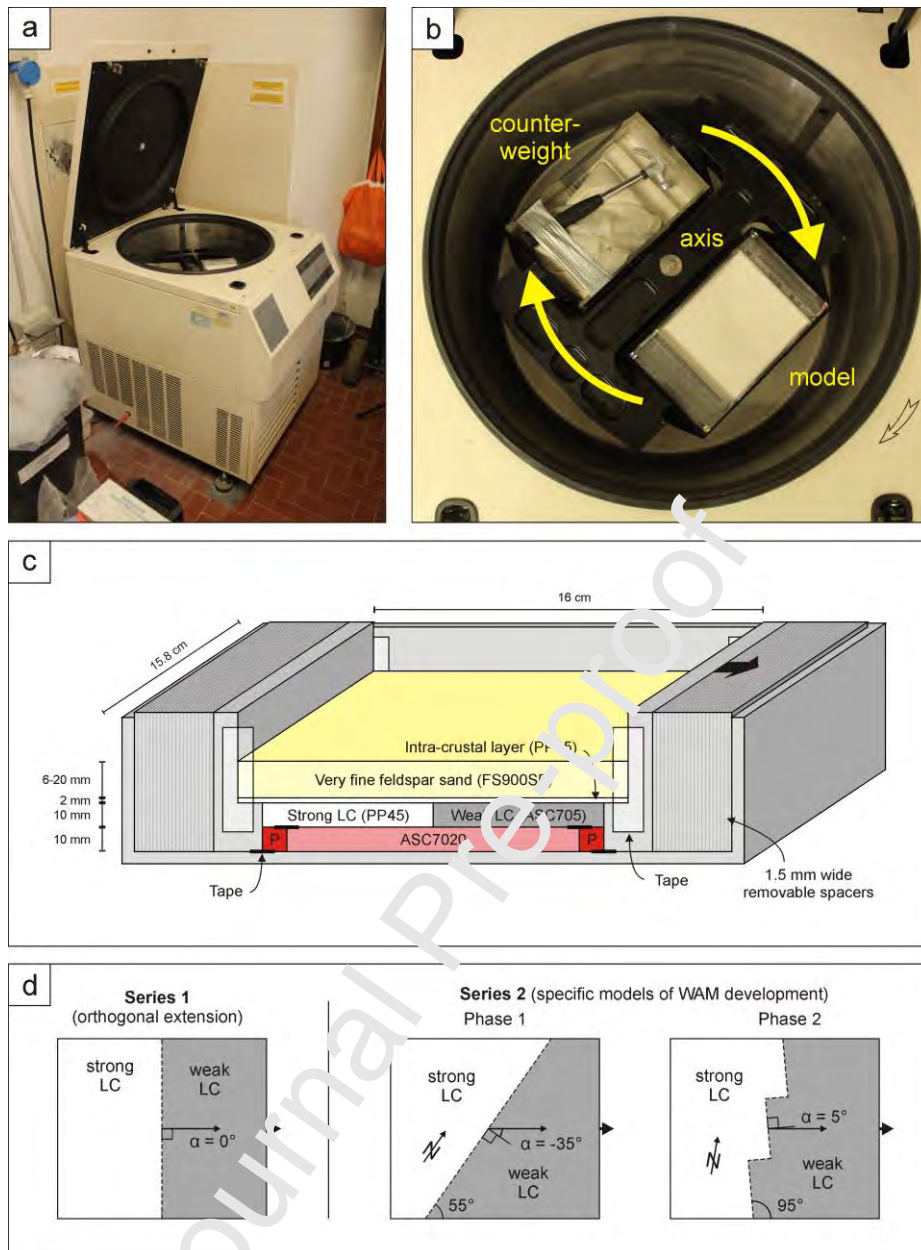 a
b
counter-
weight
axis
model
c
16 cm
15.8 cm
Intra-crustal layer (PP45)
6-20 mm
Very fine feldspar sand (FS900S
2 mm
Strong LC (PP45)
Weak LC (ASC705)
10 mm
10 mm
P
ASC7020
P
Tape
Tape
1.5 mm wide
removable spacers
Journal Pre-proof
d
Series 1
(orthogonal extension)
strong
LC
weak
LC
α = 0°
Series 2 (specific models of WAM development)
Phase 1
strong
LC
N
α = -35°
weak
LC
55°
Phase 2
strong
LC
N
α = 5°
weak
LC
95°